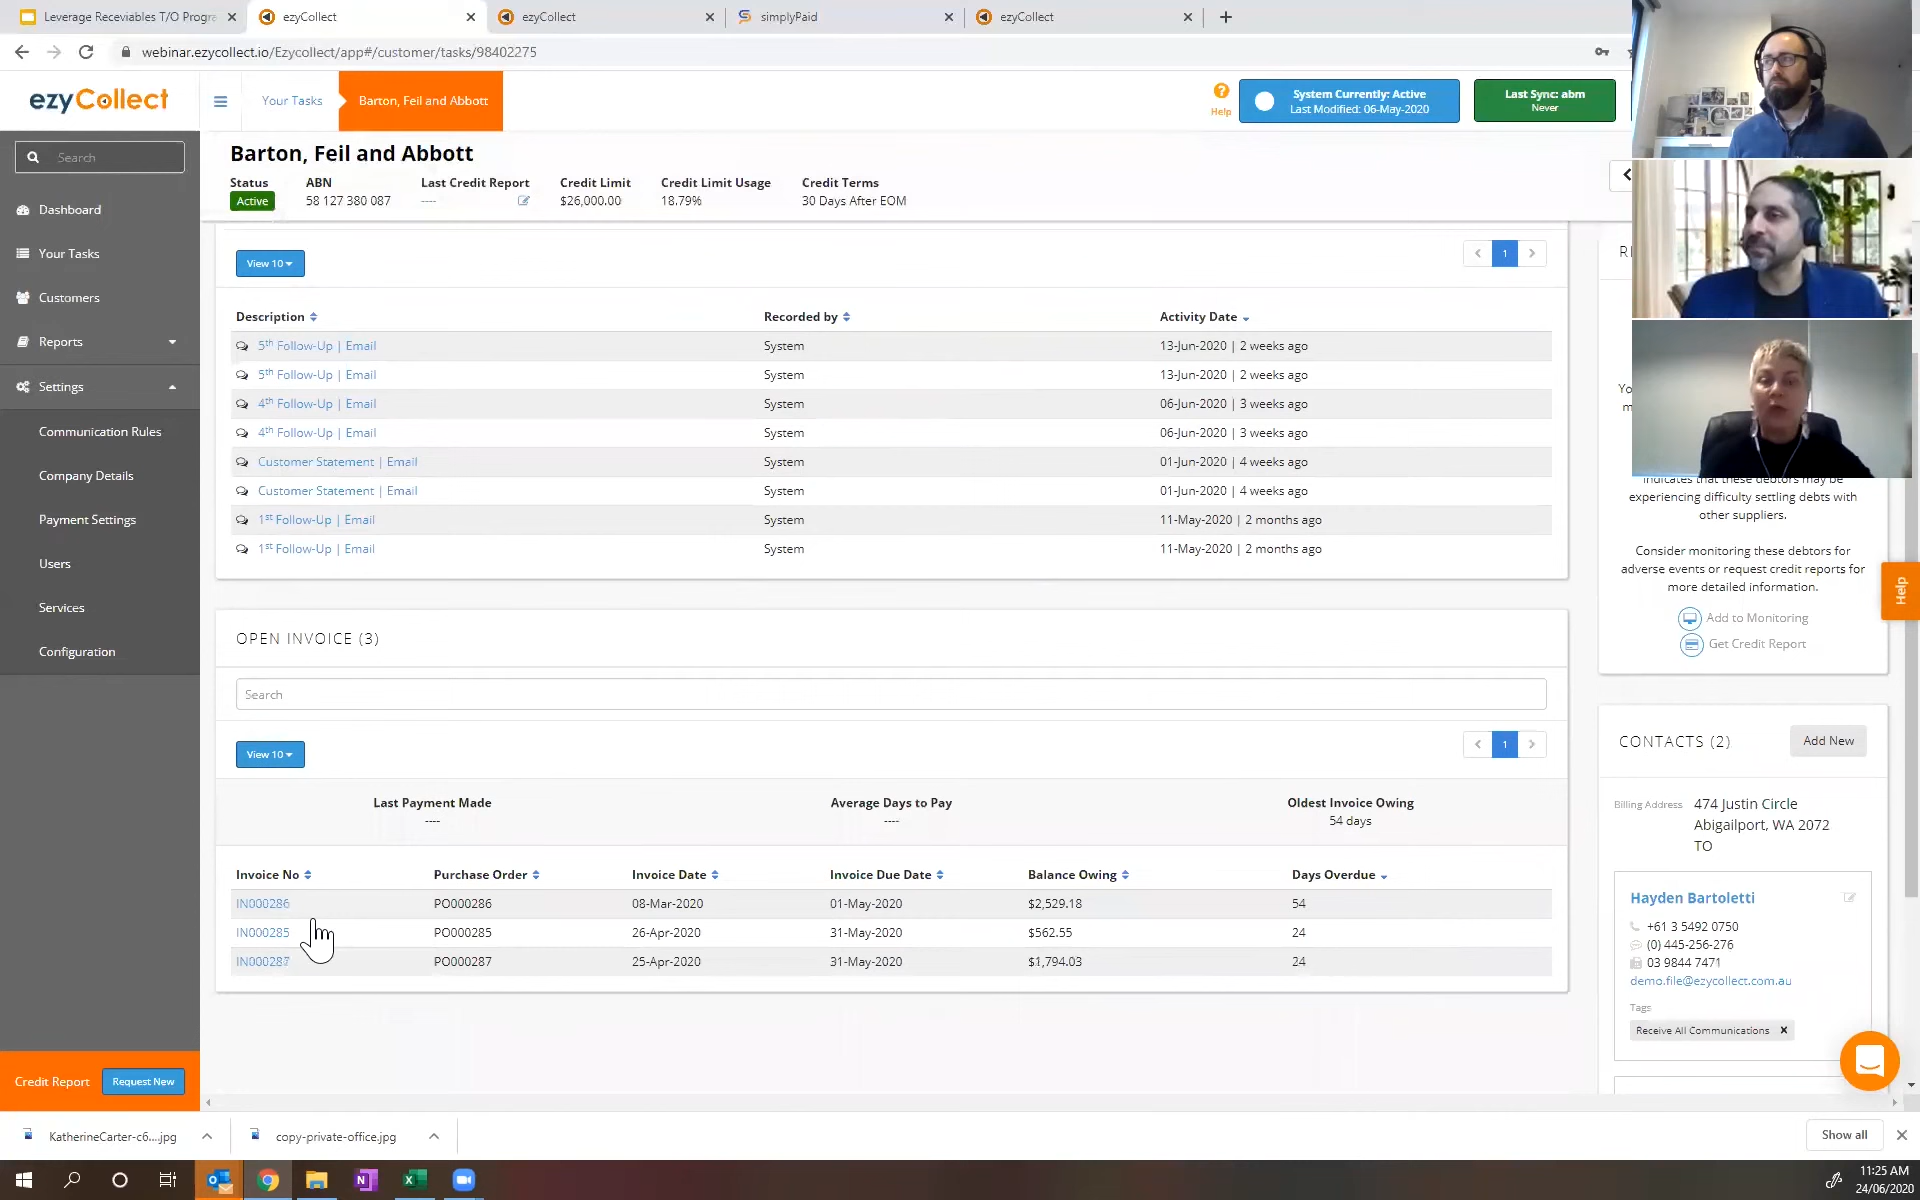 Leverage Receviables T/O Progra
ezyCollect
ezyCollect
simplyPaid
ezyCollect
webinar.ezycollect.io/Ezycollect/app#/customer/tasks/98402275
ezyCollect
Your Tasks
Barton, Feil and Abbott
Help
System Currently: Active
Last Modified: 06-May-2020
Last Sync: abm
Never
Search
Dashboard
Your Tasks
Customers
Reports
Settings
Communication Rules
Company Details
Payment Settings
Users
Services
Configuration
Credit Report
Request New
Barton, Feil and Abbott
Status ABN Last Credit Report Credit Limit Credit Limit Usage Credit Terms
Active 58 127 380 087 ---- $26,000.00 18.79% 30 Days After EOM
View 10
1
Description Recorded by Activity Date
5th Follow-Up | Email System 13-Jun-2020 | 2 weeks ago
5th Follow-Up | Email System 13-Jun-2020 | 2 weeks ago
4th Follow-Up | Email System 06-Jun-2020 | 3 weeks ago
4th Follow-Up | Email System 06-Jun-2020 | 3 weeks ago
Customer Statement | Email System 01-Jun-2020 | 4 weeks ago
Customer Statement | Email System 01-Jun-2020 | 4 weeks ago
1st Follow-Up | Email System 11-May-2020 | 2 months ago
1st Follow-Up | Email System 11-May-2020 | 2 months ago
OPEN INVOICE (3)
Search
View 10
1
Last Payment Made Average Days to Pay Oldest Invoice Owing
---- ---- 54 days
Invoice No Purchase Order Invoice Date Invoice Due Date Balance Owing Days Overdue
IN000286 PO000286 08-Mar-2020 01-May-2020 $2,529.18 54
IN000285 PO000285 26-Apr-2020 31-May-2020 $562.55 24
IN000287 PO000287 25-Apr-2020 31-May-2020 $1,794.03 24
indicates that these debtors may be
experiencing difficulty settling debts with
other suppliers.
Consider monitoring these debtors for
adverse events or request credit reports for
more detailed information.
Add to Monitoring
Get Credit Report
Help
CONTACTS (2)
Add New
Billing Address 474 Justin Circle
Abigailport, WA 2072
TO
Hayden Bartoletti
+61 3 5492 0750
(0) 445-256-276
03 9844 7471
demo.file@ezycollect.com.au
Tags
Receive All Communications
KatherineCarter-c6....jpg
copy-private-office.jpg
Show all
11:25 AM
24/06/2020